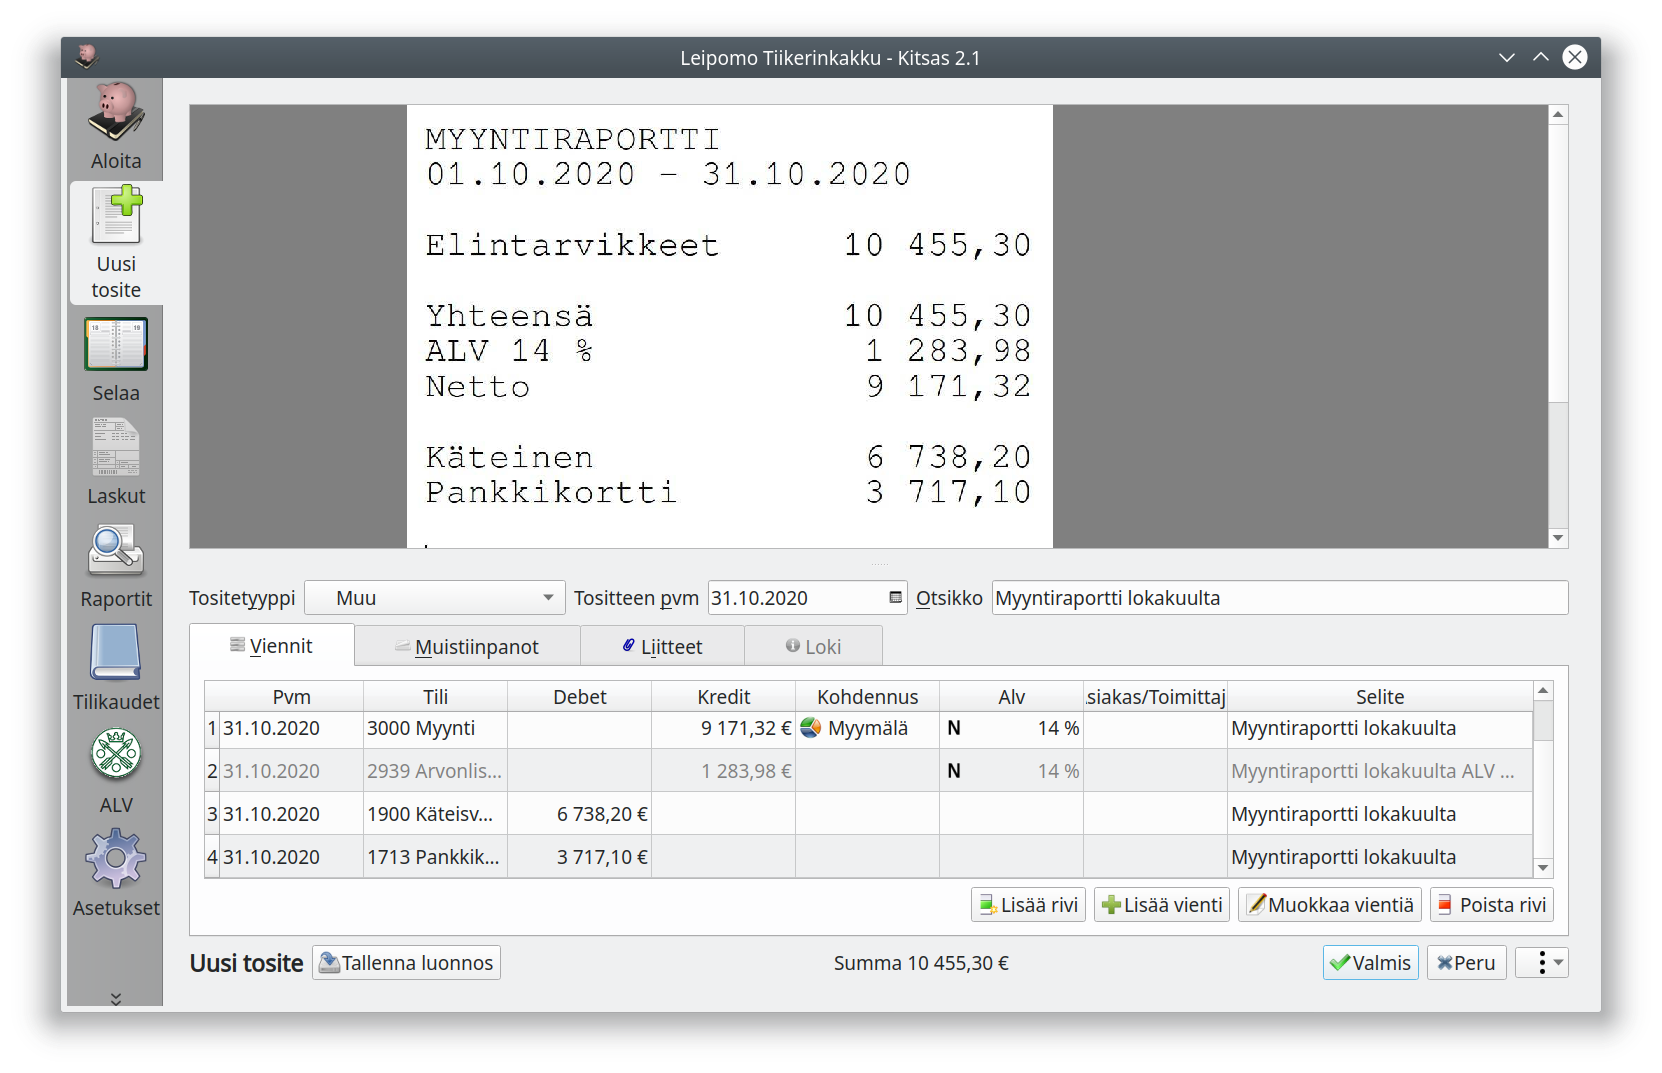 Leipomo Tiikerinkakku - Kitsas 2.1
Aloita
Uusi
tosite
Selaa
Laskut
Raportit
Tilikaudet
ALV
Asetukset
MYYNTIRAPORTTI
01.10.2020 – 31.10.2020
Elintarvikkeet 10 455,30
Yhteensä 10 455,30
ALV 14 % 1 283,98
Netto 9 171,32
Käteinen 6 738,20
Pankkikortti 3 717,10
Tositetyyppi Muu Tositteen pvm 31.10.2020 Otsikko Myyntiraportti lokakuulta
Viennit Muistiinpanot Liitteet Loki
Pvm Tili Debet Kredit Kohdennus Alv siakas/Toimittaj Selite
1 31.10.2020 3000 Myynti 9 171,32 € Myymälä N 14 % Myyntiraportti lokakuulta
2 31.10.2020 2939 Arvonlis... 1 283,98 € N 14 % Myyntiraportti lokakuulta ALV ...
3 31.10.2020 1900 Käteisv... 6 738,20 € Myyntiraportti lokakuulta
4 31.10.2020 1713 Pankkik... 3 717,10 € Myyntiraportti lokakuulta
Lisää rivi Lisää vienti Muokkaa vientiä Poista rivi
Uusi tosite Tallenna luonnos Summa 10 455,30 € Valmis Peru